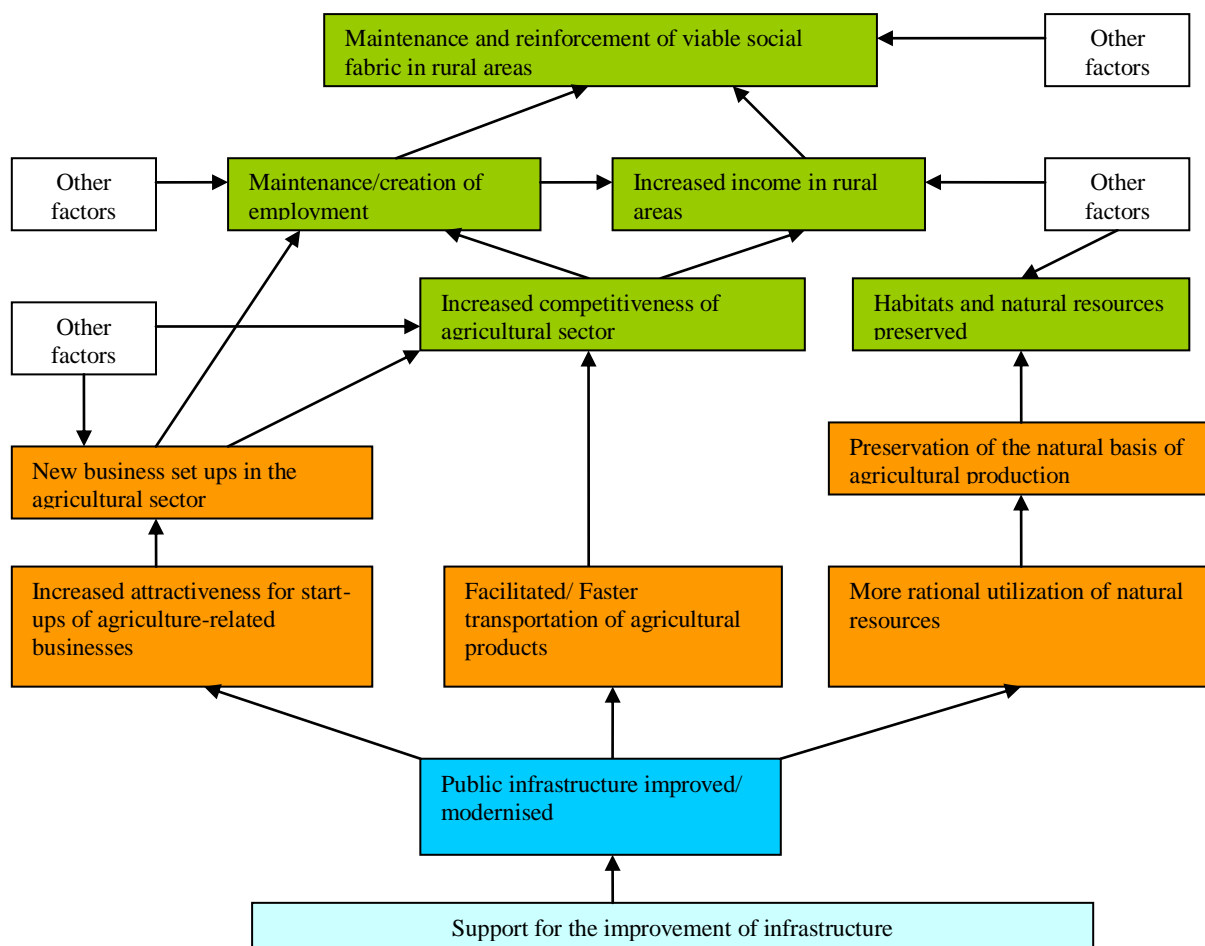 Maintenance and reinforcement of viable social
fabric in rural areas
Other
factors
Other
factors
Maintenance/creation of
employment
Increased income in rural
areas
Other
factors
Other
factors
Increased competitiveness of
agricultural sector
Habitats and natural resources
preserved
New business set ups in the
agricultural sector
Preservation of the natural basis of
agricultural production
Increased attractiveness for start-
ups of agriculture-related
businesses
Facilitated/ Faster
transportation of agricultural
products
More rational utilization of natural
resources
Public infrastructure improved/
modernised
Support for the improvement of infrastructure